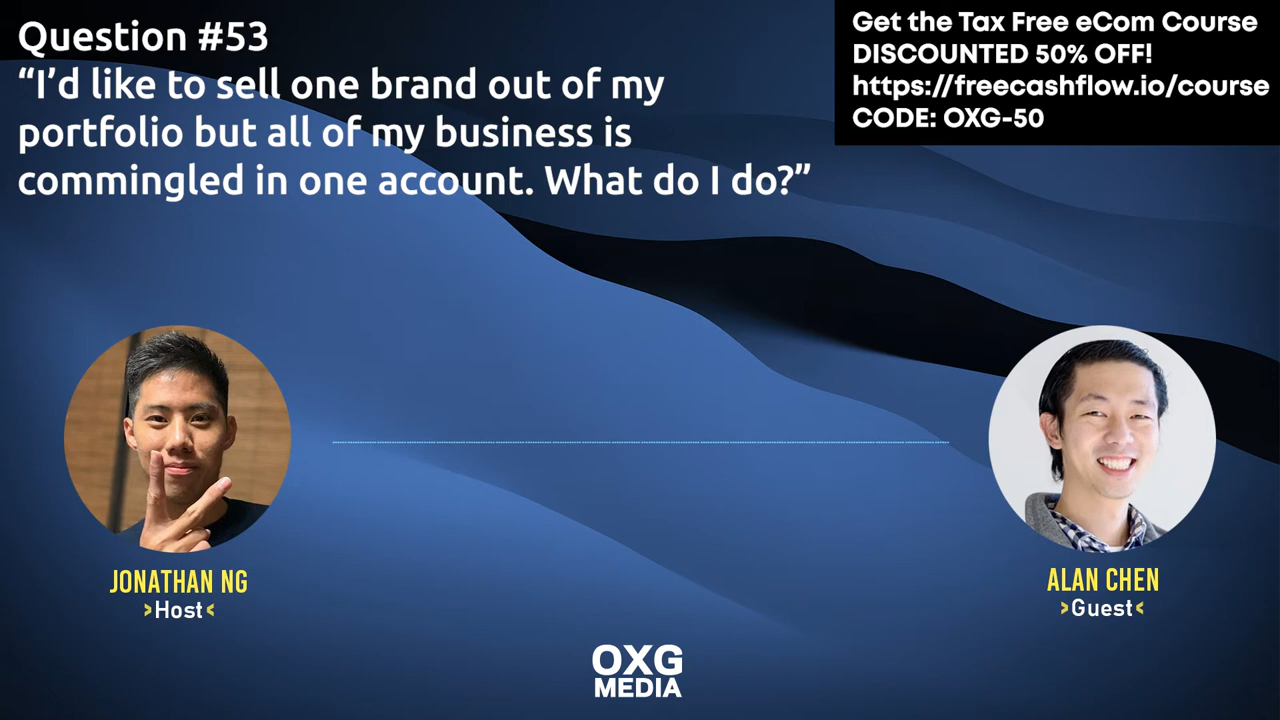 Question #53
“I’d like to sell one brand out of my
portfolio but all of my business is
commingled in one account. What do I do?”
Get the Tax Free eCom Course
DISCOUNTED 50% OFF!
https://freecashflow.io/course
CODE: OXG-50
JONATHAN NG
>Host<
ALAN CHEN
>Guest<
OXG
MEDIA